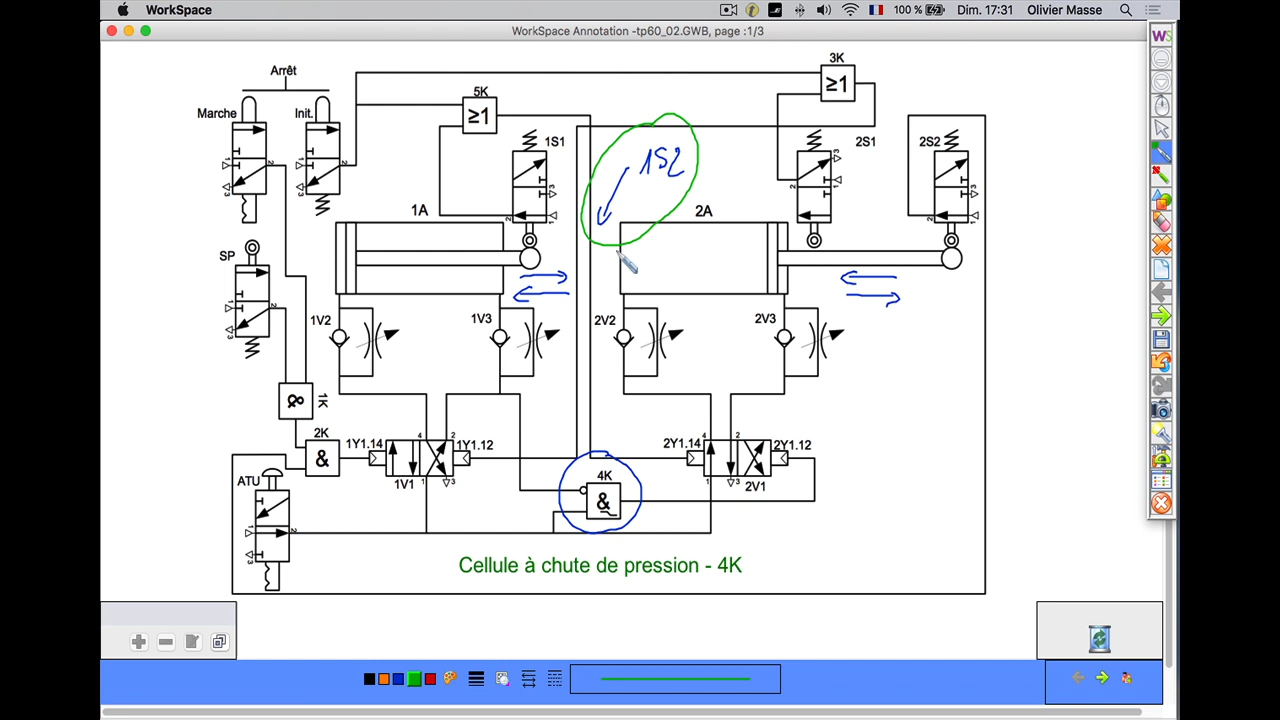 WorkSpace
100 %
Dim. 17:31
Olivier Masse
WorkSpace Annotation -tp60_02.GWB, page :1/3
Arrêt
Marche
Init.
5K
≥1
3K
≥1
1S1
1S2
2S1
2S2
1A
2A
SP
1V2
1V3
2V2
2V3
&
1K
2K
&
1Y1.14
1Y1.12
1V1
2Y1.14
2Y1.12
2V1
4K
&
ATU
Cellule à chute de pression - 4K